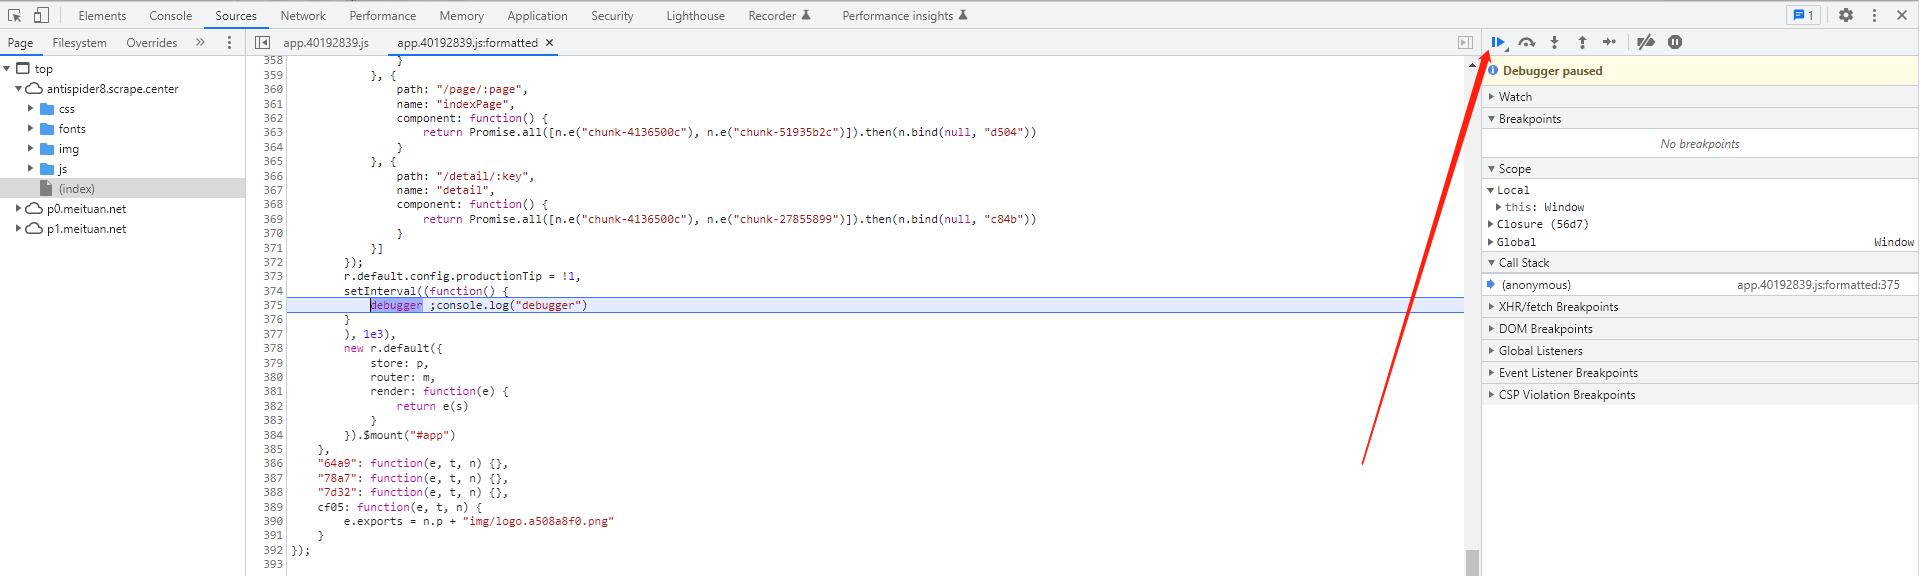 Elements Console Sources Network Performance Memory Application Security Lighthouse Recorder Performance insights 1
Page Filesystem Overrides » app.40192839.js app.40192839.js:formatted ×
Debugger paused
top
antispider8.scrape.center
css
fonts
img
js
(index)
p0.meituan.net
p1.meituan.net
358 }
359 }, {
360 path: "/page/:page",
361 name: "indexPage",
362 component: function() {
363 return Promise.all([n.e("chunk-4136500c"), n.e("chunk-51935b2c")]).then(n.bind(null, "d504"))
364 }
365 }, {
366 path: "/detail/:key",
367 name: "detail",
368 component: function() {
369 return Promise.all([n.e("chunk-4136500c"), n.e("chunk-27855899")]).then(n.bind(null, "c84b"))
370 }
371 }]
372 });
373 r.default.config.productionTip = !1,
374 setInterval((function() {
375 debugger ;console.log("debugger")
376 }
377 ), 1e3),
378 new r.default({
379 store: p,
380 router: m,
381 render: function(e) {
382 return e(s)
383 }
384 }).$mount("#app")
385 },
386 "64a9": function(e, t, n) {},
387 "78a7": function(e, t, n) {},
388 "7d32": function(e, t, n) {},
389 cf05: function(e, t, n) {
390 e.exports = n.p + "img/logo.a508a8f0.png"
391 }
392 });
393
Watch
Breakpoints
No breakpoints
Scope
Local
this: Window
Closure (56d7)
Global Window
Call Stack
(anonymous) app.40192839.js:formatted:375
XHR/fetch Breakpoints
DOM Breakpoints
Global Listeners
Event Listener Breakpoints
CSP Violation Breakpoints